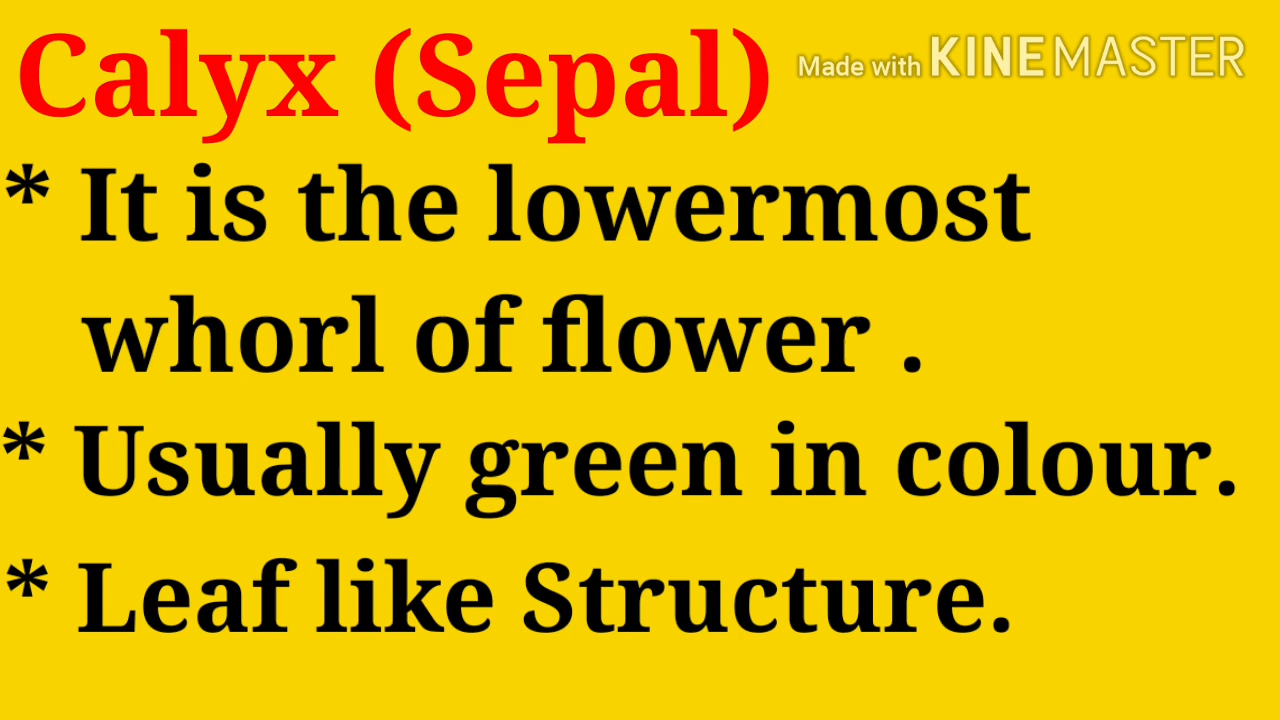 Calyx (Sepal)
Made with KINEMASTER
* It is the lowermost
whorl of flower .
* Usually green in colour.
* Leaf like Structure.